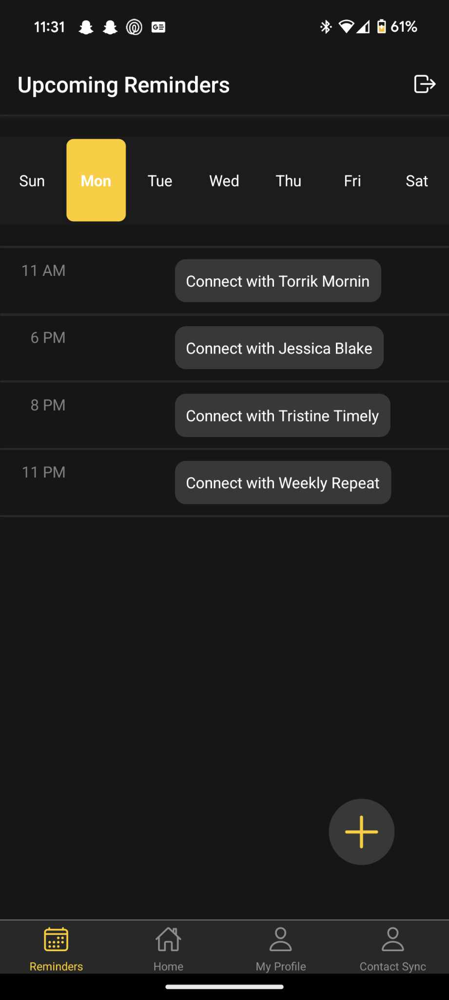 11:31 GE 61%
Upcoming Reminders
Sun Mon Tue Wed Thu Fri Sat
11 AM Connect with Torrik Mornin
6 PM Connect with Jessica Blake
8 PM Connect with Tristine Timely
11 PM Connect with Weekly Repeat
Reminders Home My Profile Contact Sync